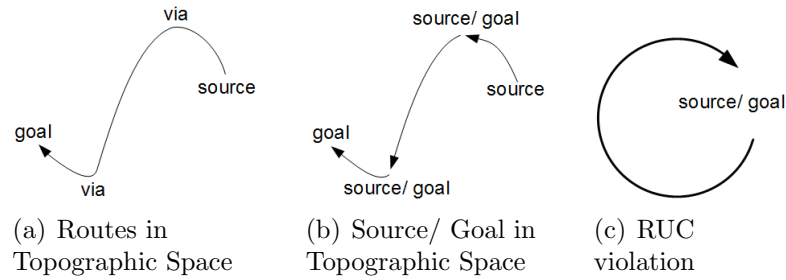 via
source
goal
via
source/ goal
source
goal
source/ goal
source/ goal
(a) Routes in
Topographic Space
(b) Source/ Goal in
Topographic Space
(c) RUC
violation